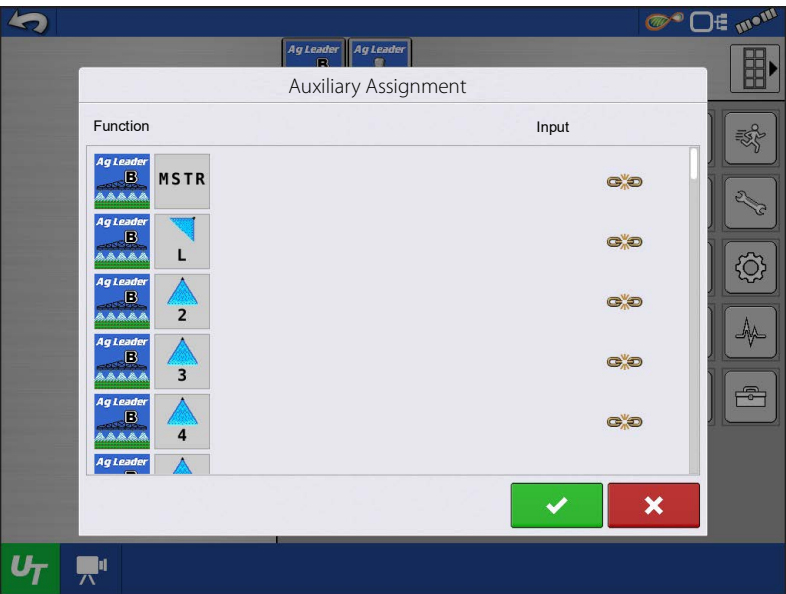 Ag Leader
B
Ag Leader
Auxiliary Assignment
Function
Input
Ag Leader
B
MSTR
Ag Leader
B
L
Ag Leader
B
2
Ag Leader
B
3
Ag Leader
B
4
Ag Leader
UT